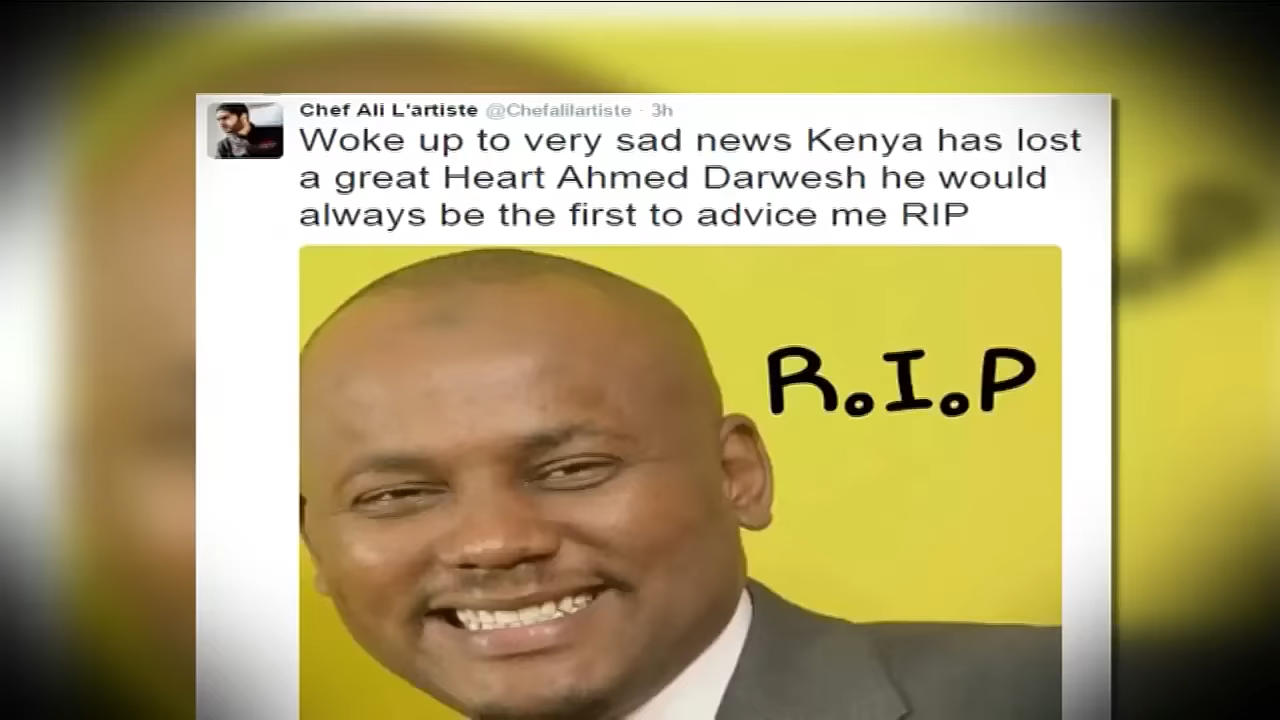 Chef Ali L'artiste @Chefalilartiste · 3h
Woke up to very sad news Kenya has lost
a great Heart Ahmed Darwesh he would
always be the first to advice me RIP
R.I.P